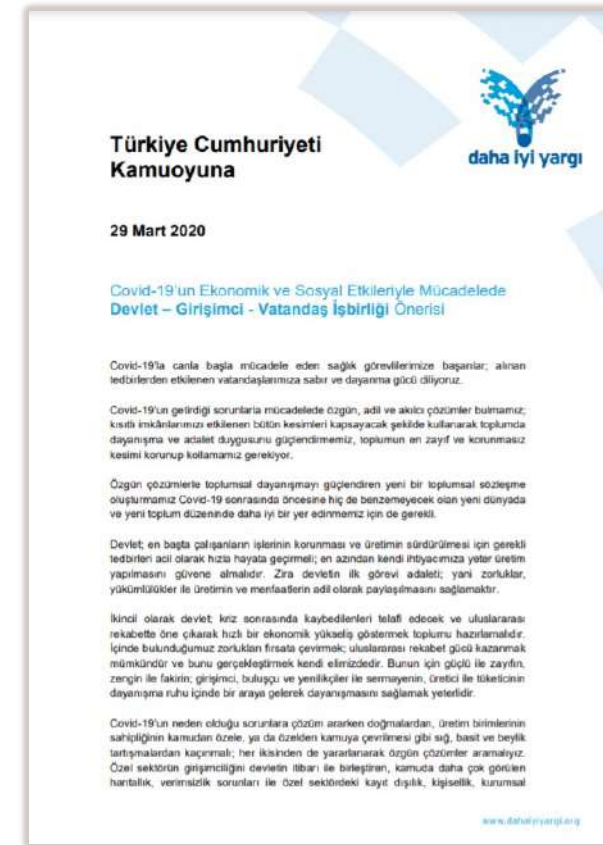 daha iyi yargı
Türkiye Cumhuriyeti
Kamuoyuna
29 Mart 2020
Covid-19'un Ekonomik ve Sosyal Etkileriyle Mücadelede
Devlet – Girişimci - Vatandaş İşbirliği Önerisi
Covid-19'la canla başla mücadele eden sağlık görevlilerimize başarılar; alınan
tedbirlerden etkilenen vatandaşlarımıza sabır ve dayanma gücü diliyoruz.
Covid-19'un getirdiği sorunlarla mücadelede özgün, adil ve akılcı çözümler bulmamız;
kısıtlı imkânlarımızı etkilenen bütün kesimleri kapsayacak şekilde kullanarak toplumda
dayanışma ve adalet duygusunu güçlendirmemiz, toplumun en zayıf ve korunmasız
kesimi korunup kollamamız gerekiyor.
Özgün çözümlerle toplumsal dayanışmayı güçlendiren yeni bir toplumsal sözleşme
oluşturmamız Covid-19 sonrasında öncesine hiç de benzemeyecek olan yeni dünyada
ve yeni toplum düzeninde daha iyi bir yer edinmemiz için de gerekli.
Devlet; en başta çalışanların işlerinin korunması ve üretimin sürdürülmesi için gerekli
tedbirleri acil olarak hızla hayata geçirmeli; en azından kendi ihtiyacımıza yeter üretim
yapılmasını güvene almalıdır. Zira devletin ilk görevi adaleti; yani zorluklar,
yükümlülükler ile üretimin ve menfaatlerin adil olarak paylaşılmasını sağlamaktır.
İkincil olarak devlet; kriz sonrasında kaybedilenleri telafi edecek ve uluslararası
rekabette öne çıkarak hızlı bir ekonomik yükseliş göstermek toplumu hazırlamalıdır.
İçinde bulunduğumuz zorlukları fırsata çevirmek; uluslararası rekabet gücü kazanmak
mümkündür ve bunu gerçekleştirmek kendi elimizdedir. Bunun için güçlü ile zayıfın,
zengin ile fakirin; girişimci, buluşçu ve yenilikçiler ile sermayenin, üretici ile tüketicinin
dayanışma ruhu içinde bir araya gelerek dayanışmasını sağlamak yeterlidir.
Covid-19'un neden olduğu sorunlara çözüm ararken doğmalardan, üretim birimlerinin
sahipliğinin kamudan özele, ya da özelden kamuya çevrilmesi gibi sığ, basit ve beylik
tartışmalardan kaçınmalı; her ikisinden de yararlanarak özgün çözümler aramalıyız.
Özel sektörün girişimciliğini devletin itibarı ile birleştiren, kamuda daha çok görülen
hantallık, verimsizlik sorunları ile özel sektördeki kayıt dışılık, kişisellik, kurumsal
www.dahaiyiyargi.org